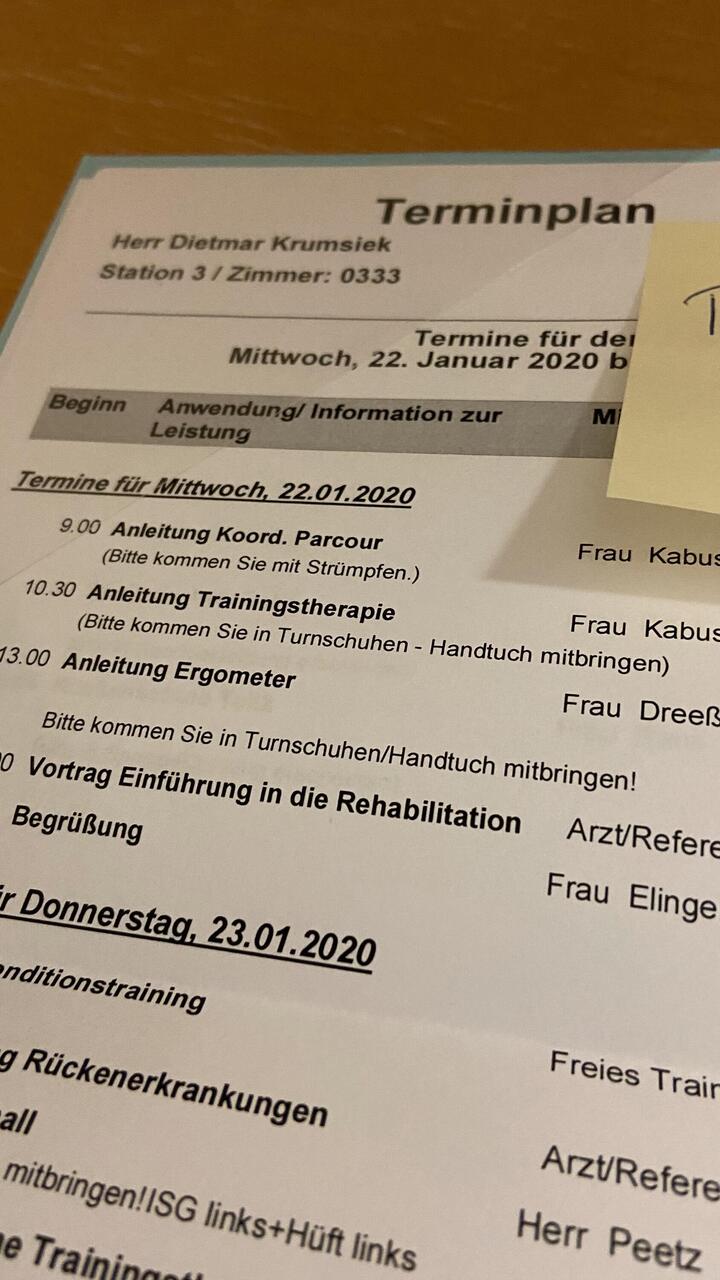 Terminplan
Herr Dietmar Krumsiek
Station 3 / Zimmer: 0333
Termine für
Mittwoch, 22. Januar 2020
Beginn Anwendung/ Information zur
Leistung
Termine für Mittwoch, 22.01.2020
9.00 Anleitung Koord. Parcour
Frau Kabus
(Bitte kommen Sie mit Strümpfen.)
10.30 Anleitung Trainingstherapie
Frau Kabus
(Bitte kommen Sie in Turnschuhen - Handtuch mitbringen)
13.00 Anleitung Ergometer
Frau Dreeß
Bitte kommen Sie in Turnschuhen/Handtuch mitbringen!
Vortrag Einführung in die Rehabilitation
Arzt/Refere
Begrüßung
Frau Elinge
Donnerstag, 23.01.2020
onditionstraining
Freies Train
g Rückenerkrankungen
Arzt/Refere
all
Herr Peetz
mitbringen!ISG links+Hüft links